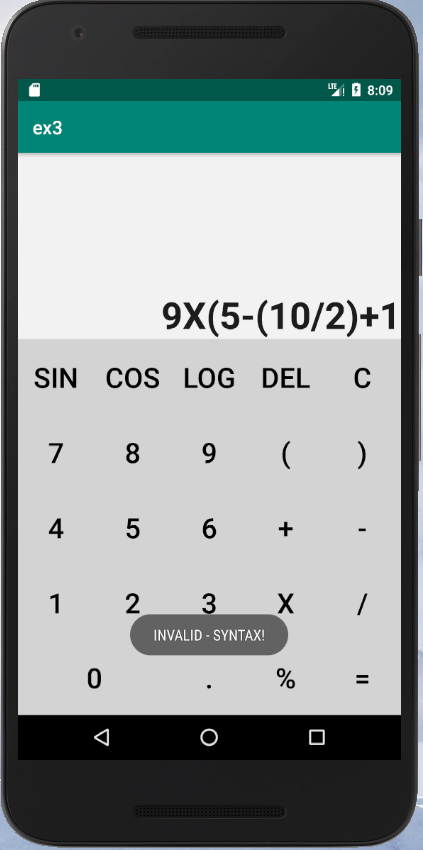 LTE 8:09
ex3
9X(5-(10/2)+1
SIN COS LOG DEL C
7 8 9 ( )
4 5 6 + -
1 2 3 X /
INVALID - SYNTAX!
0 . % =